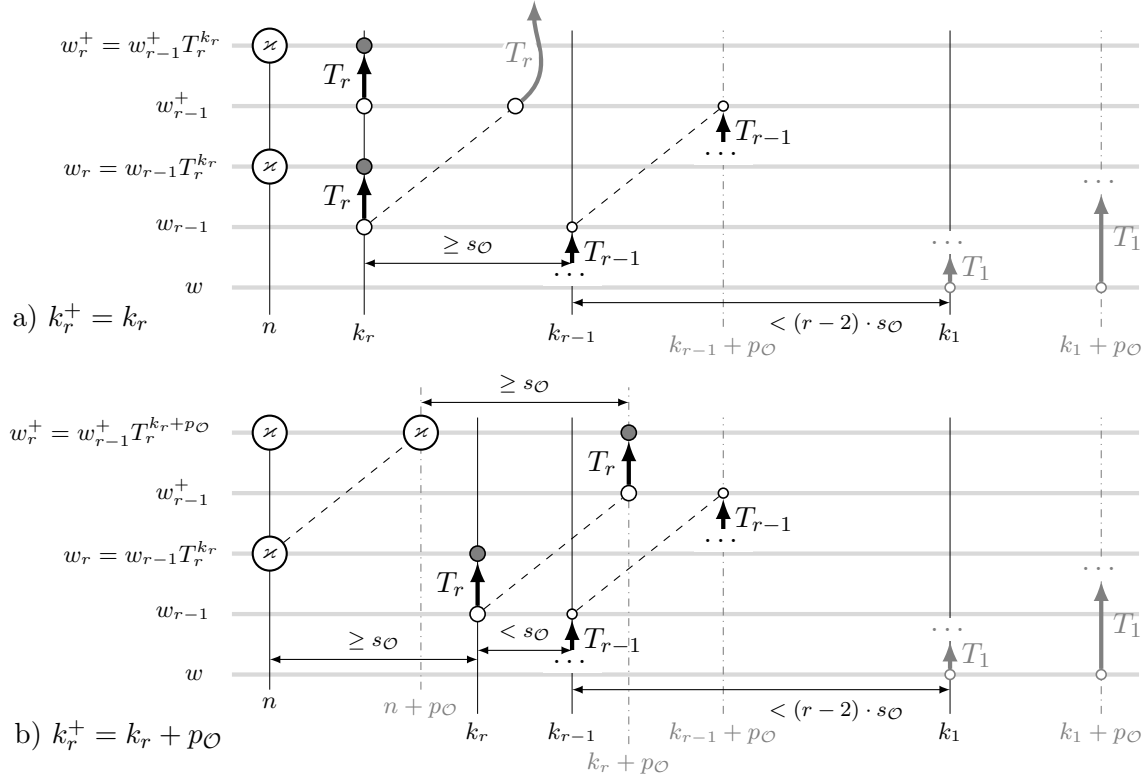 w_r^+ = w_{r-1}^+ T_r^{k_r} ϰ T_r T_r
w_{r-1}^+ T_{r-1}
· · ·
w_r = w_{r-1} T_r^{k_r} ϰ T_r · · ·
w_{r-1} ≥ s_𝒪 T_{r-1} · · · T_1
· · · T_1
w
a) k_r^+ = k_r
< (r − 2) · s_𝒪
n k_r k_{r-1} k_{r-1} + p_𝒪 k_1 k_1 + p_𝒪
≥ s_𝒪
w_r^+ = w_{r-1}^+ T_r^{k_r+p_𝒪} ϰ ϰ T_r
w_{r-1}^+ T_{r-1}
· · ·
w_r = w_{r-1} T_r^{k_r} ϰ T_r · · ·
w_{r-1} ≥ s_𝒪 < s_𝒪 T_{r-1} · · · T_1
· · · T_1
w
< (r − 2) · s_𝒪
n n + p_𝒪 k_r k_{r-1} k_{r-1} + p_𝒪 k_1 k_1 + p_𝒪
b) k_r^+ = k_r + p_𝒪
k_r + p_𝒪